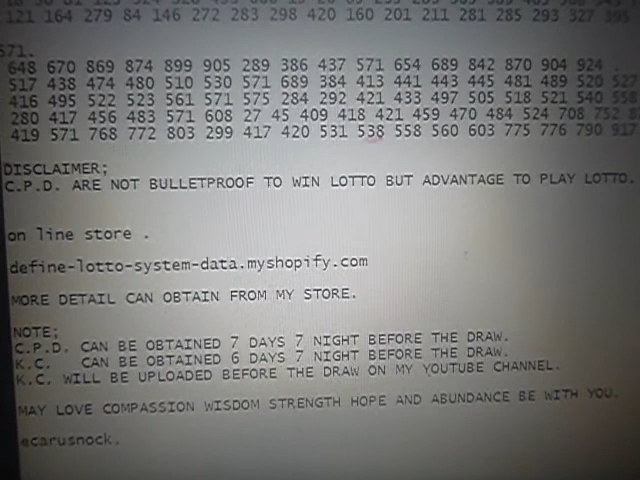 121 164 279 84 146 272 283 298 420 160 201 211 281 285 293 327 395
571.
648 670 869 874 899 905 289 386 437 571 654 689 842 870 904 924 .
517 438 474 480 510 530 571 689 384 413 441 443 445 481 489 520 527
416 495 522 523 561 571 575 284 292 421 433 497 505 518 521 540 558
280 417 456 483 571 608 27 45 409 418 421 459 470 484 524 708 752
419 571 768 772 803 299 417 420 531 538 558 560 603 775 776 790 917
DISCLAIMER;
C.P.D. ARE NOT BULLETPROOF TO WIN LOTTO BUT ADVANTAGE TO PLAY LOTTO.
on line store .
define-lotto-system-data.myshopify.com
MORE DETAIL CAN OBTAIN FROM MY STORE.
NOTE;
C.P.D. CAN BE OBTAINED 7 DAYS 7 NIGHT BEFORE THE DRAW.
K.C. CAN BE OBTAINED 6 DAYS 7 NIGHT BEFORE THE DRAW.
K.C. WILL BE UPLOADED BEFORE THE DRAW ON MY YOUTUBE CHANNEL.
MAY LOVE COMPASSION WISDOM STRENGTH HOPE AND ABUNDANCE BE WITH YOU.
ecarusnock.